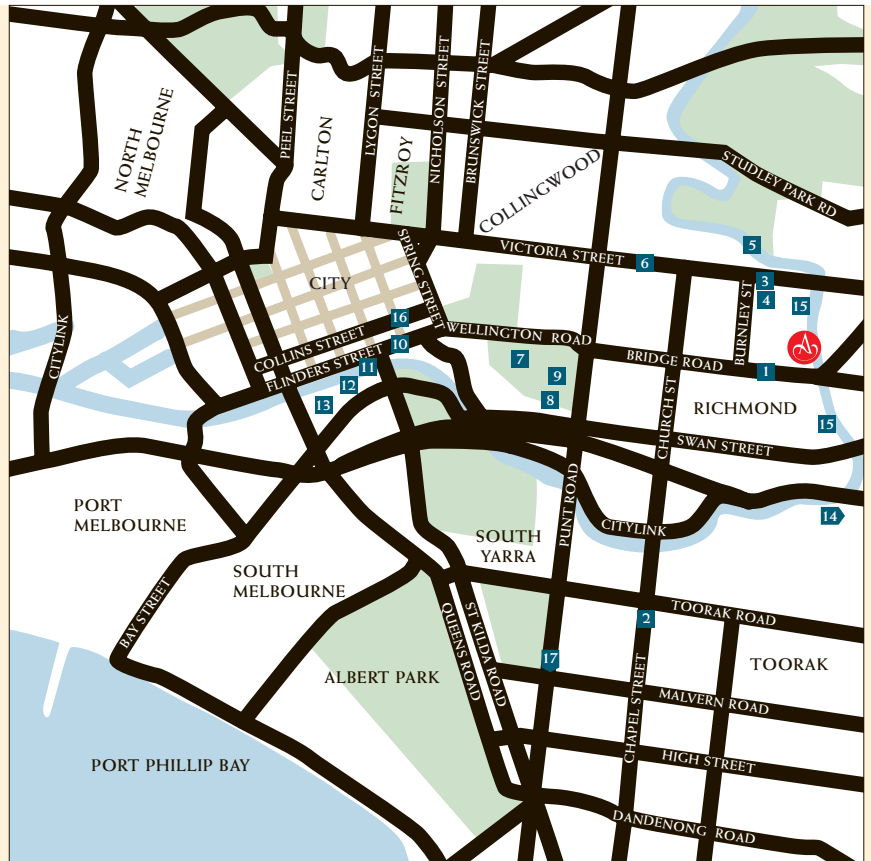 NORTH
MELBOURNE
PEEL STREET
CARLTON
LYGON STREET
FITZROY
NICHOLSON STREET
BRUNSWICK STREET
COLLINGWOOD
STUDLEY PARK RD
VICTORIA STREET
6
5
3
4
15
BURNLEY ST
SPRING STREET
CITY
CITYLINK
16
COLLINS STREET
10
FLINDERS STREET
11
12
13
WELLINGTON ROAD
7
9
8
BRIDGE ROAD
1
A
RICHMOND
CHURCH ST
15
SWAN STREET
14
PORT
MELBOURNE
PUNT ROAD
CITYLINK
SOUTH
YARRA
SOUTH
MELBOURNE
BAY STREET
QUEENS ROAD
ST KILDA ROAD
TOORAK ROAD
2
17
TOORAK
ALBERT PARK
MALVERN ROAD
CHAPEL STREET
HIGH STREET
PORT PHILLIP BAY
DANDENONG ROAD